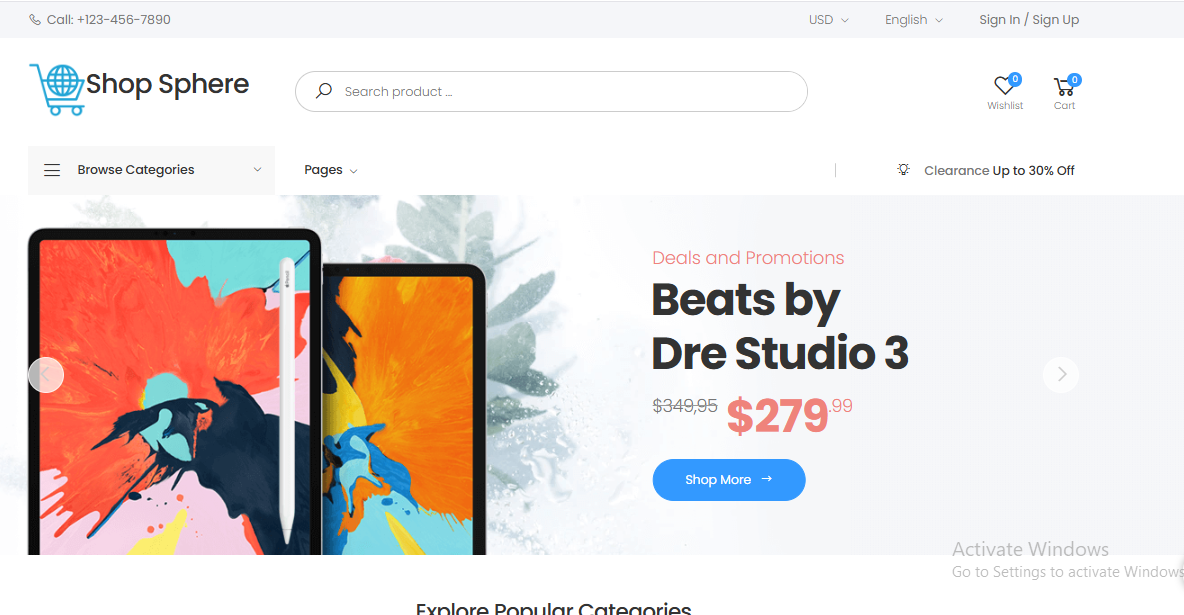 Call: +123-456-7890
USD
English
Sign In / Sign Up
Shop Sphere
Search product ...
0
Wishlist
0
Cart
Browse Categories
Pages
Clearance Up to 30% Off
Deals and Promotions
Beats by
Dre Studio 3
$349,95 $279.99
Shop More →
Activate Windows
Go to Settings to activate Windows
Explore Popular Categories